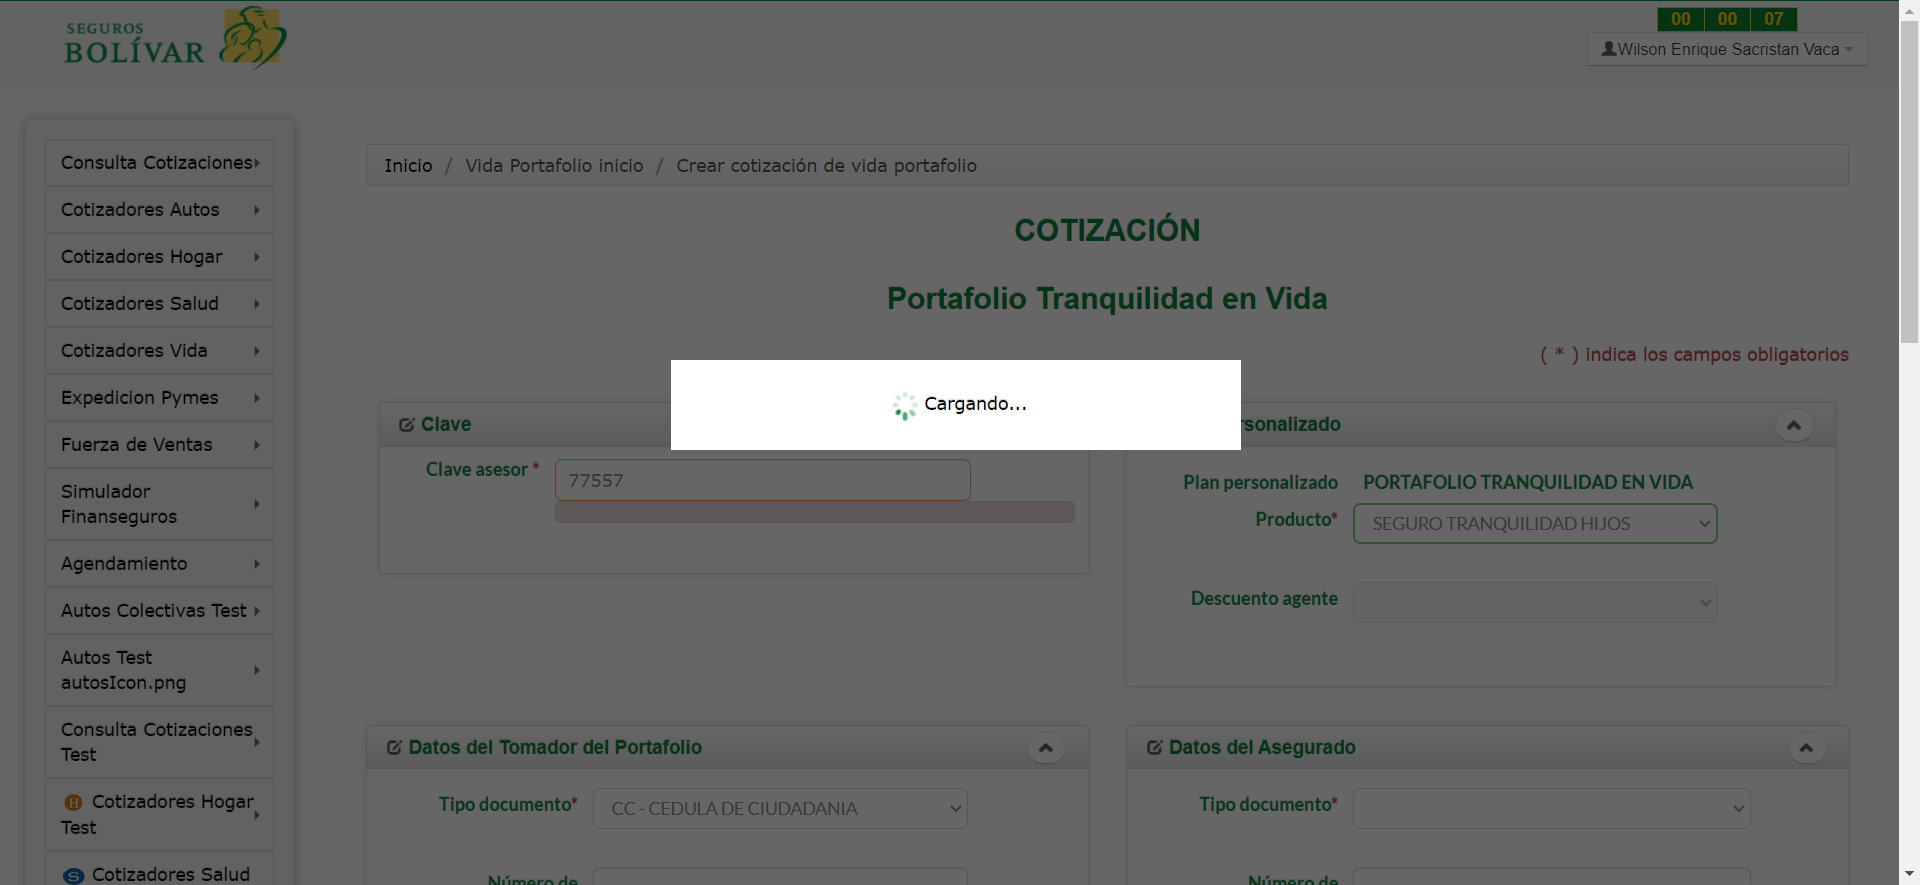 SEGUROS
BOLÍVAR
00 00 07
Wilson Enrique Sacristan Vaca
Consulta Cotizaciones
Cotizadores Autos
Cotizadores Hogar
Cotizadores Salud
Cotizadores Vida
Expedicion Pymes
Fuerza de Ventas
Simulador
Finanseguros
Agendamiento
Autos Colectivas Test
Autos Test
autosIcon.png
Consulta Cotizaciones
Test
H Cotizadores Hogar
Test
S Cotizadores Salud
Inicio / Vida Portafolio inicio / Crear cotización de vida portafolio
COTIZACIÓN
Portafolio Tranquilidad en Vida
( * ) indica los campos obligatorios
Cargando...
Clave
Clave asesor * 77557
rsonalizado
Plan personalizado PORTAFOLIO TRANQUILIDAD EN VIDA
Producto* SEGURO TRANQUILIDAD HIJOS
Descuento agente
Datos del Tomador del Portafolio
Tipo documento* CC - CEDULA DE CIUDADANIA
Número de
Datos del Asegurado
Tipo documento*
Número de